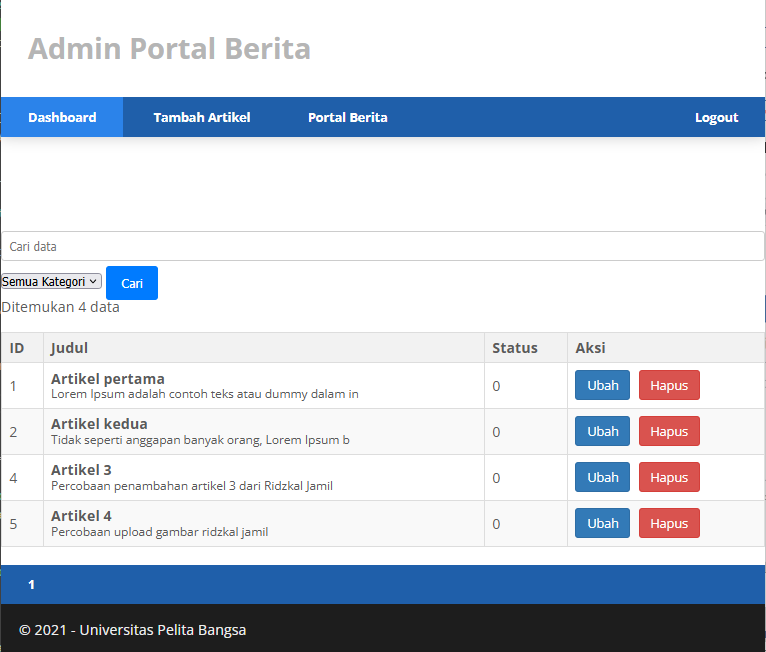 Admin Portal Berita
Dashboard Tambah Artikel Portal Berita Logout
Cari data
Semua Kategori Cari
Ditemukan 4 data
ID Judul Status Aksi
1 Artikel pertama 0 Ubah Hapus
Lorem Ipsum adalah contoh teks atau dummy dalam in
2 Artikel kedua 0 Ubah Hapus
Tidak seperti anggapan banyak orang, Lorem Ipsum b
4 Artikel 3 0 Ubah Hapus
Percobaan penambahan artikel 3 dari Ridzkal Jamil
5 Artikel 4 0 Ubah Hapus
Percobaan upload gambar ridzkal jamil
1
© 2021 - Universitas Pelita Bangsa